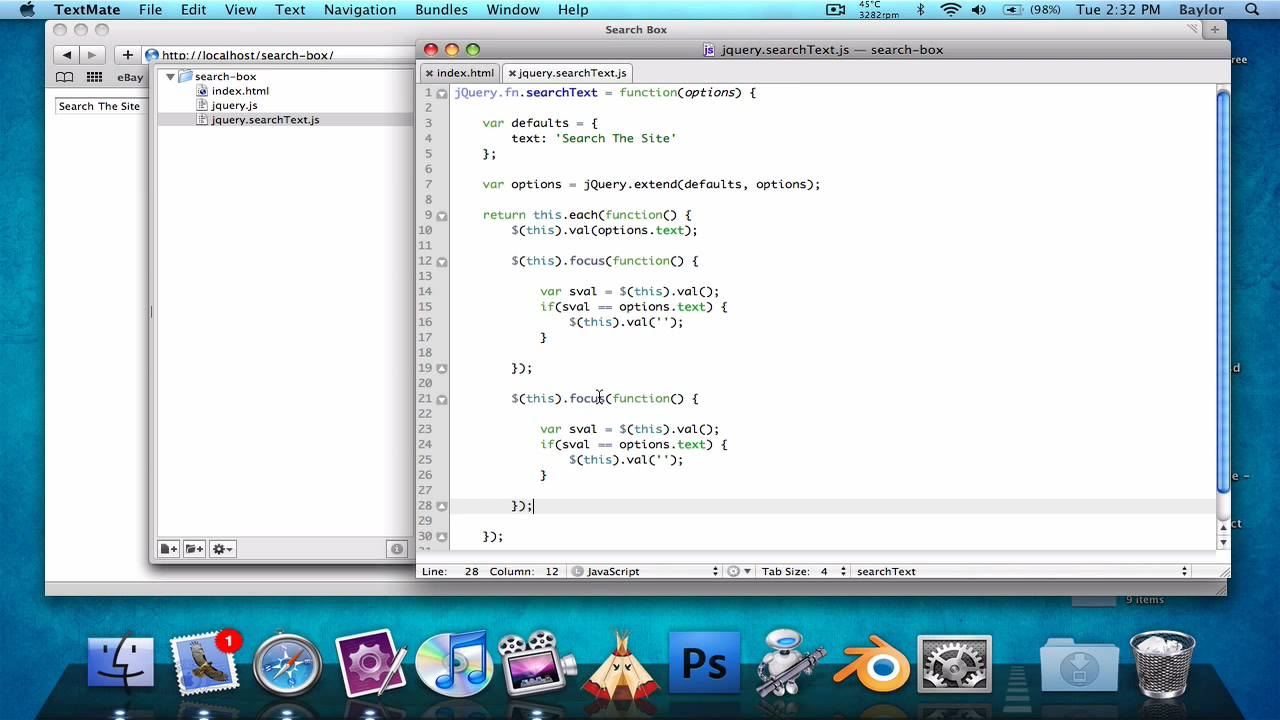 TextMate File Edit View Text Navigation Bundles Window Help 45°C 3282rpm (98%) Tue 2:32 PM Baylor
Search Box
http://localhost/search-box/
eBay
Search The Site
search-box
index.html
jquery.js
jquery.searchText.js
jquery.searchText.js — search-box
index.html jquery.searchText.js
1 jQuery.fn.searchText = function(options) {
2
3 var defaults = {
4 text: 'Search The Site'
5 };
6
7 var options = jQuery.extend(defaults, options);
8
9 return this.each(function() {
10 $(this).val(options.text);
11
12 $(this).focus(function() {
13
14 var sval = $(this).val();
15 if(sval == options.text) {
16 $(this).val('');
17 }
18
19 });
20
21 $(this).focus(function() {
22
23 var sval = $(this).val();
24 if(sval == options.text) {
25 $(this).val('');
26 }
27
28 });
29
30 });
Line: 28 Column: 12 JavaScript Tab Size: 4 searchText
9 items
1
Ps